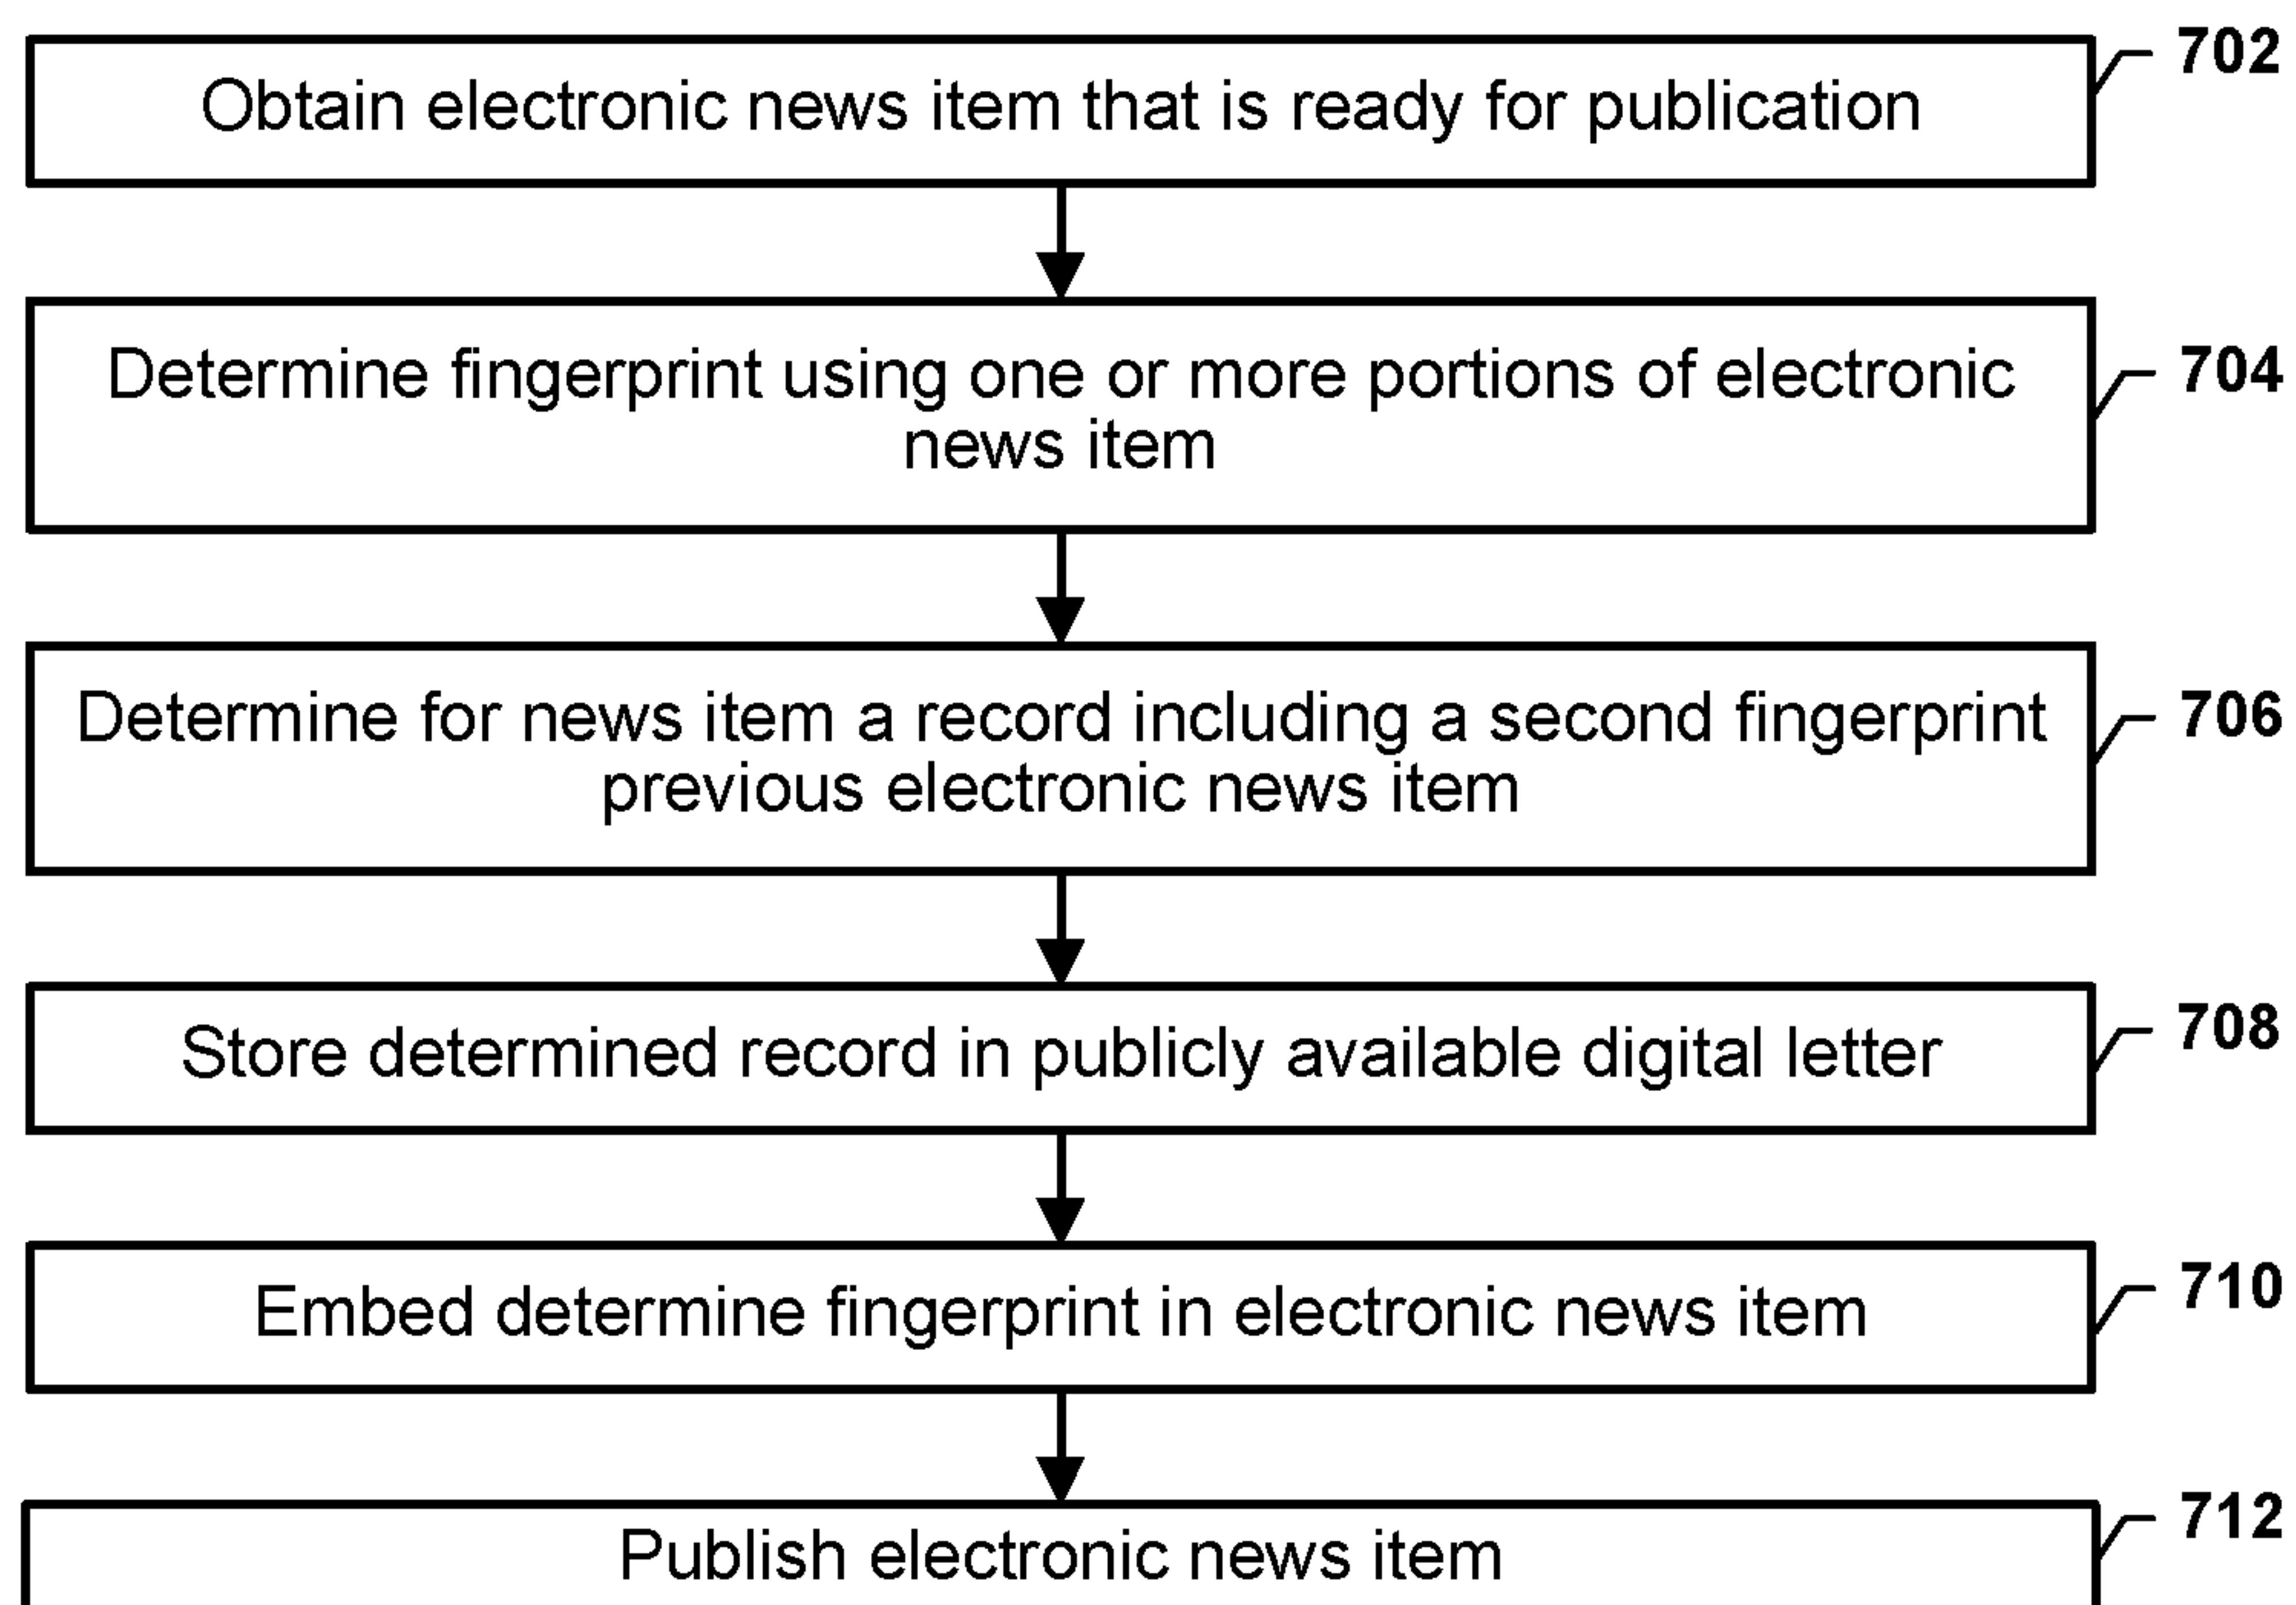 702
Obtain electronic news item that is ready for publication
704
Determine fingerprint using one or more portions of electronic
news item
706
Determine for news item a record including a second fingerprint
previous electronic news item
708
Store determined record in publicly available digital letter
710
Embed determine fingerprint in electronic news item
712
Publish electronic news item